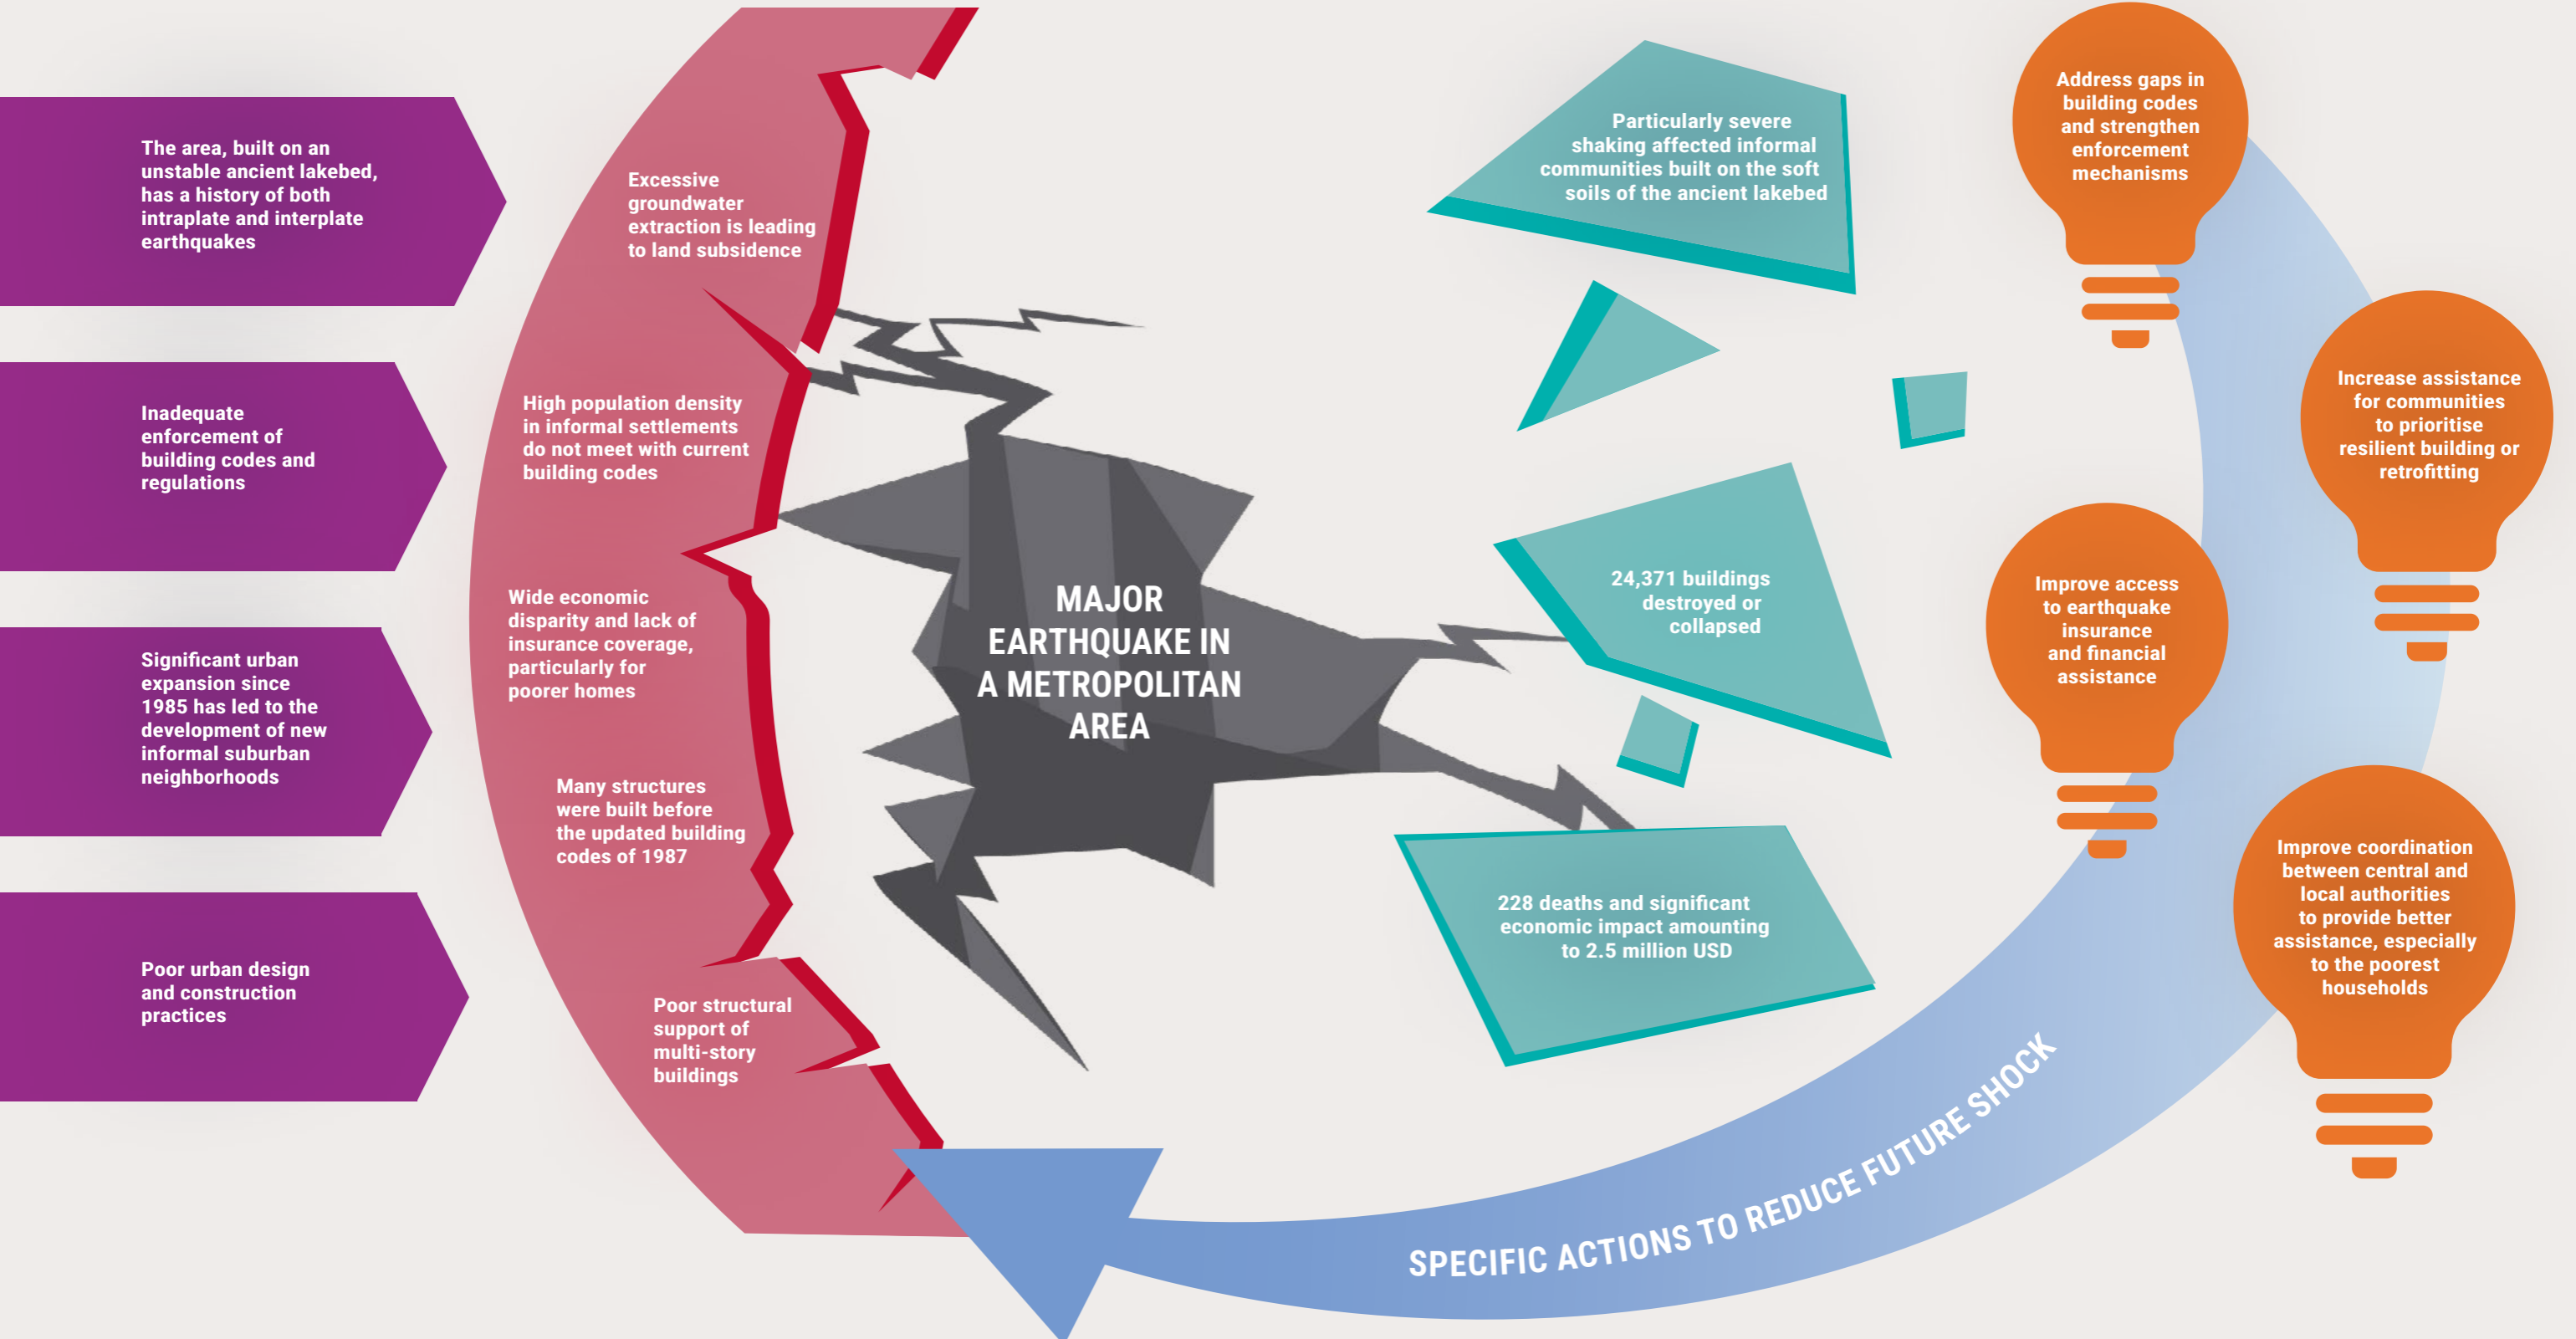 The area, built on an
unstable ancient lakebed,
has a history of both
intraplate and interplate
earthquakes
Inadequate
enforcement of
building codes and
regulations
Significant urban
expansion since
1985 has led to the
development of new
informal suburban
neighborhoods
Poor urban design
and construction
practices
Excessive
groundwater
extraction is leading
to land subsidence
High population density
in informal settlements
do not meet with current
building codes
Wide economic
disparity and lack of
insurance coverage,
particularly for
poorer homes
Many structures
were built before
the updated building
codes of 1987
Poor structural
support of
multi-story
buildings
MAJOR
EARTHQUAKE IN
A METROPOLITAN
AREA
Particularly severe
shaking affected informal
communities built on the soft
soils of the ancient lakebed
24,371 buildings
destroyed or
collapsed
228 deaths and significant
economic impact amounting
to 2.5 million USD
Address gaps in
building codes
and strengthen
enforcement
mechanisms
Increase assistance
for communities
to prioritise
resilient building or
retrofitting
Improve access
to earthquake
insurance
and financial
assistance
Improve coordination
between central and
local authorities
to provide better
assistance, especially
to the poorest
households
SPECIFIC ACTIONS TO REDUCE FUTURE SHOCK